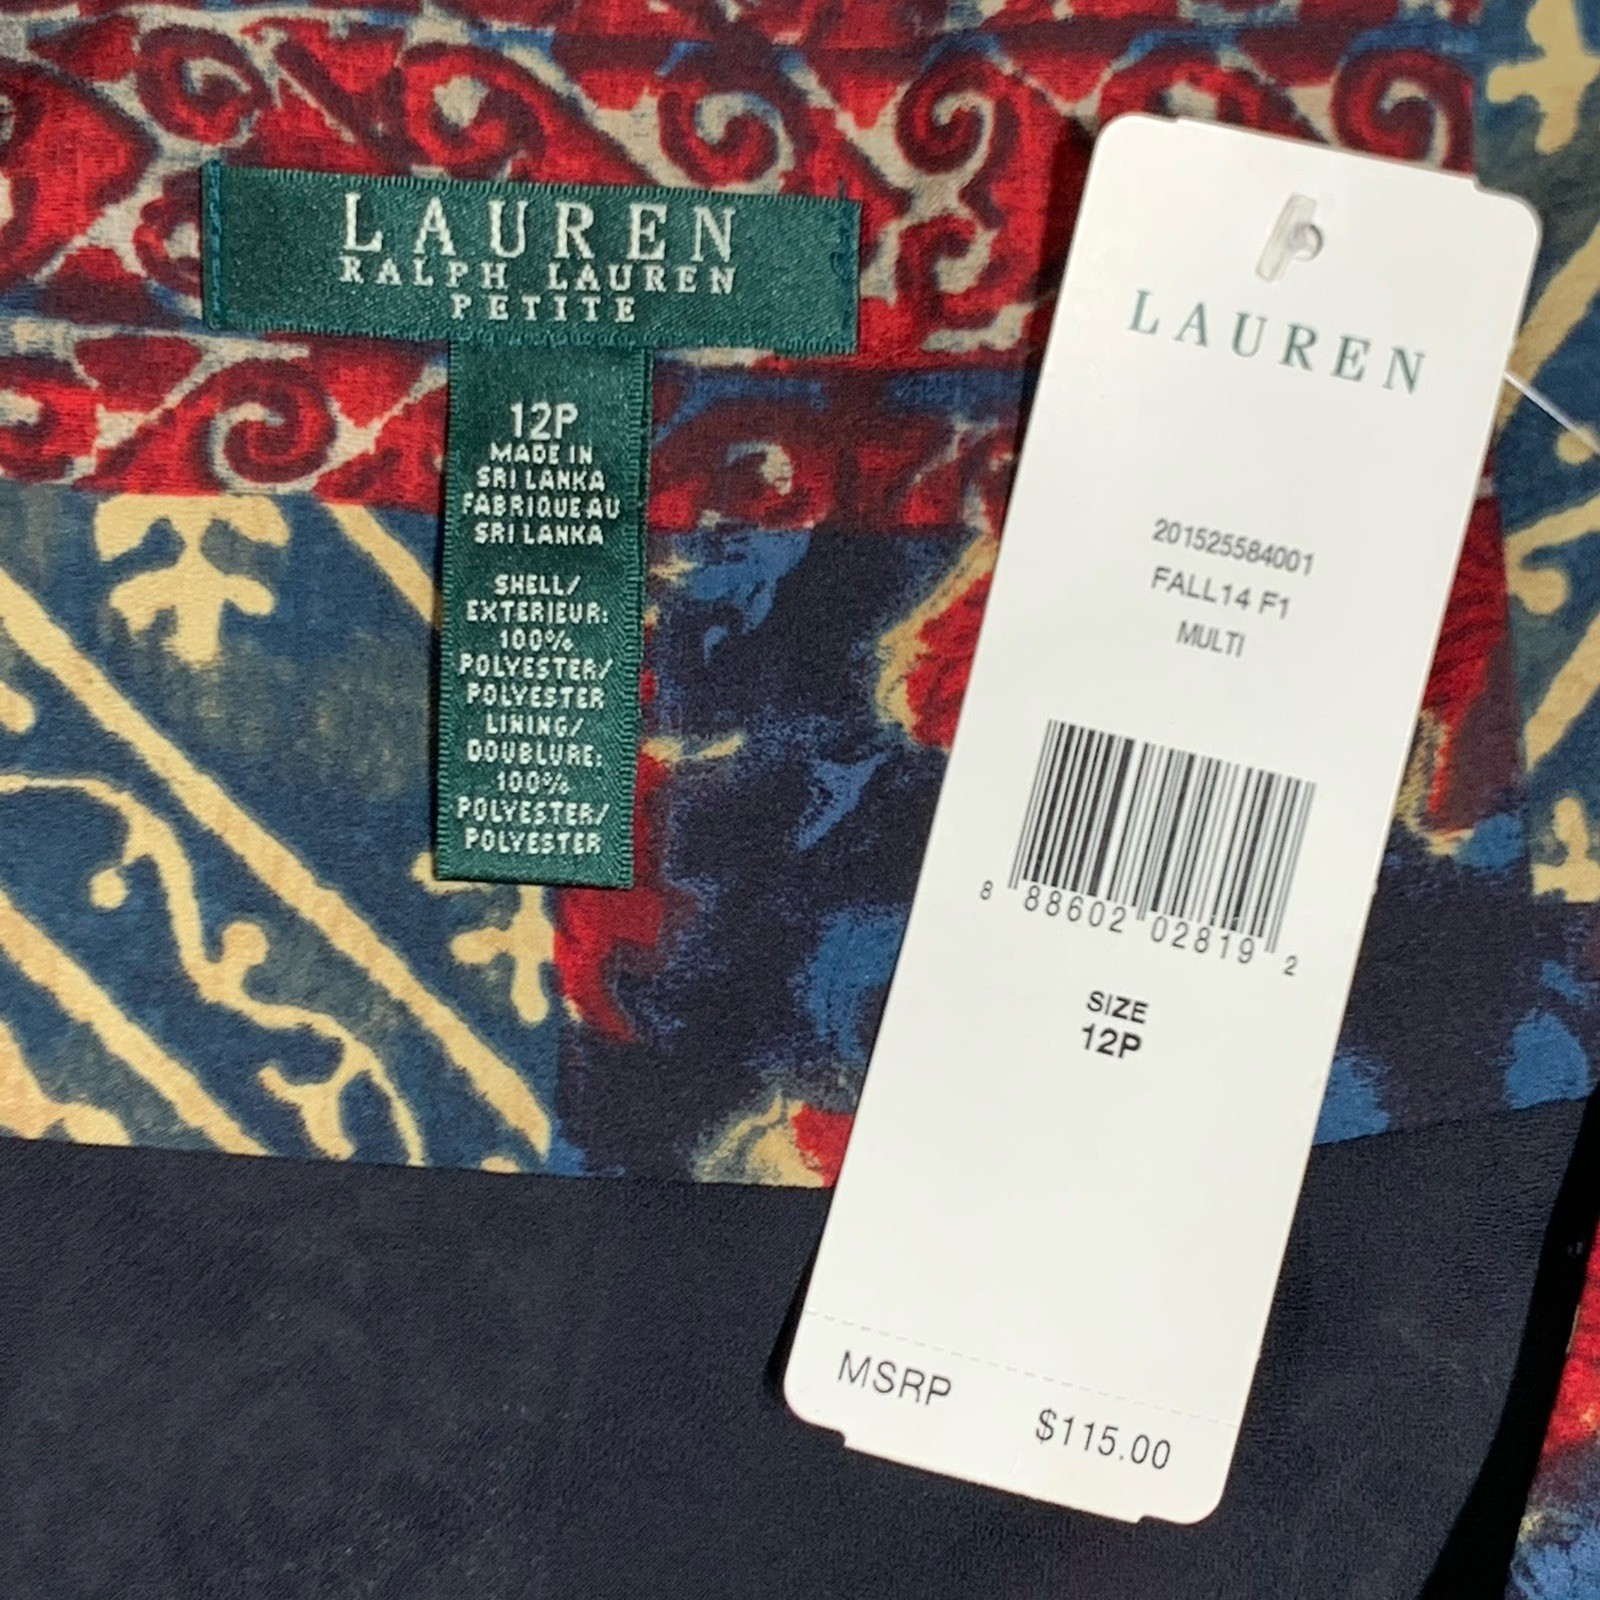 LAUREN
RALPH LAUREN
PETITE
12P
MADE IN
SRI LANKA
FABRIQUE AU
SRI LANKA
SHELL/
EXTERIEUR:
100%
POLYESTER/
POLYESTER
LINING/
DOUBLURE:
100%
POLYESTER/
POLYESTER
LAUREN
201525584001
FALL14 F1
MULTI
8 88602 02819 2
SIZE
12P
MSRP
$115.00